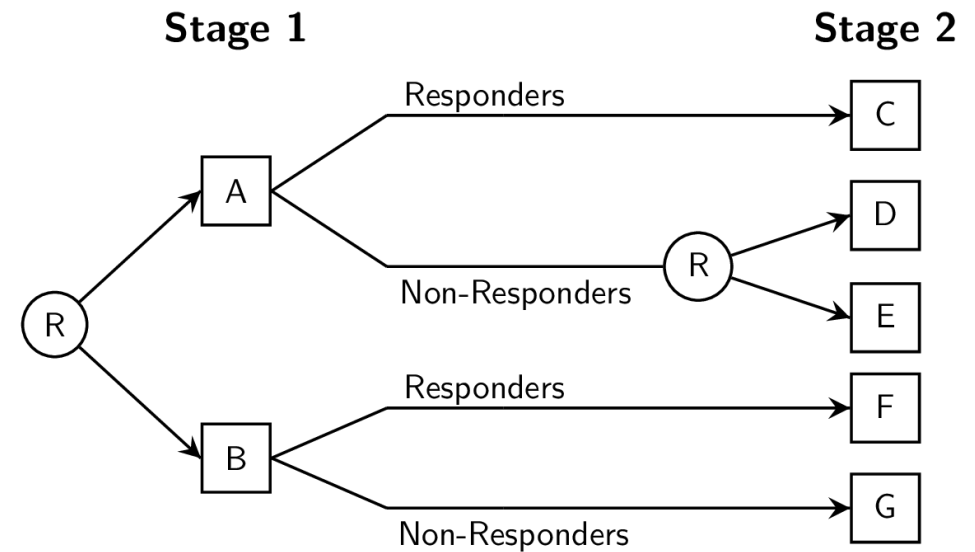 Stage 1
Stage 2
Responders
C
A
D
Non-Responders
R
E
R
Responders
F
B
Non-Responders
G